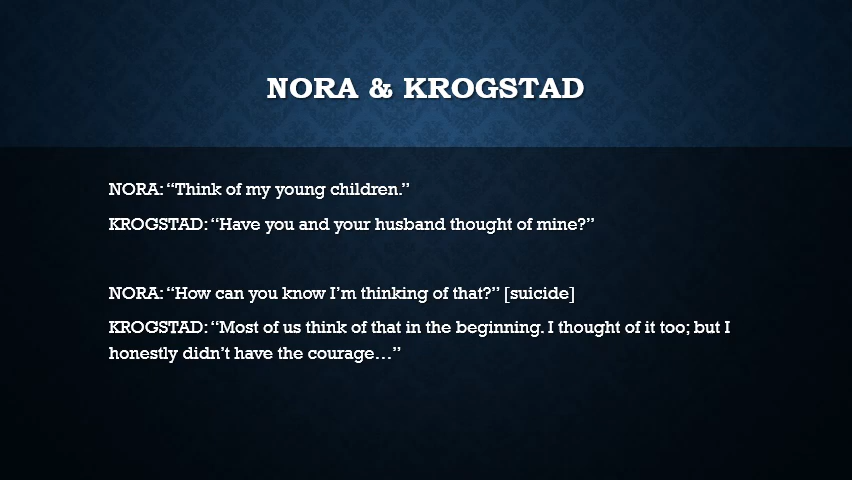 NORA & KROGSTAD
NORA: “Think of my young children.”
KROGSTAD: “Have you and your husband thought of mine?”
NORA: “How can you know I’m thinking of that?” [suicide]
KROGSTAD: “Most of us think of that in the beginning. I thought of it too; but I
honestly didn’t have the courage…”